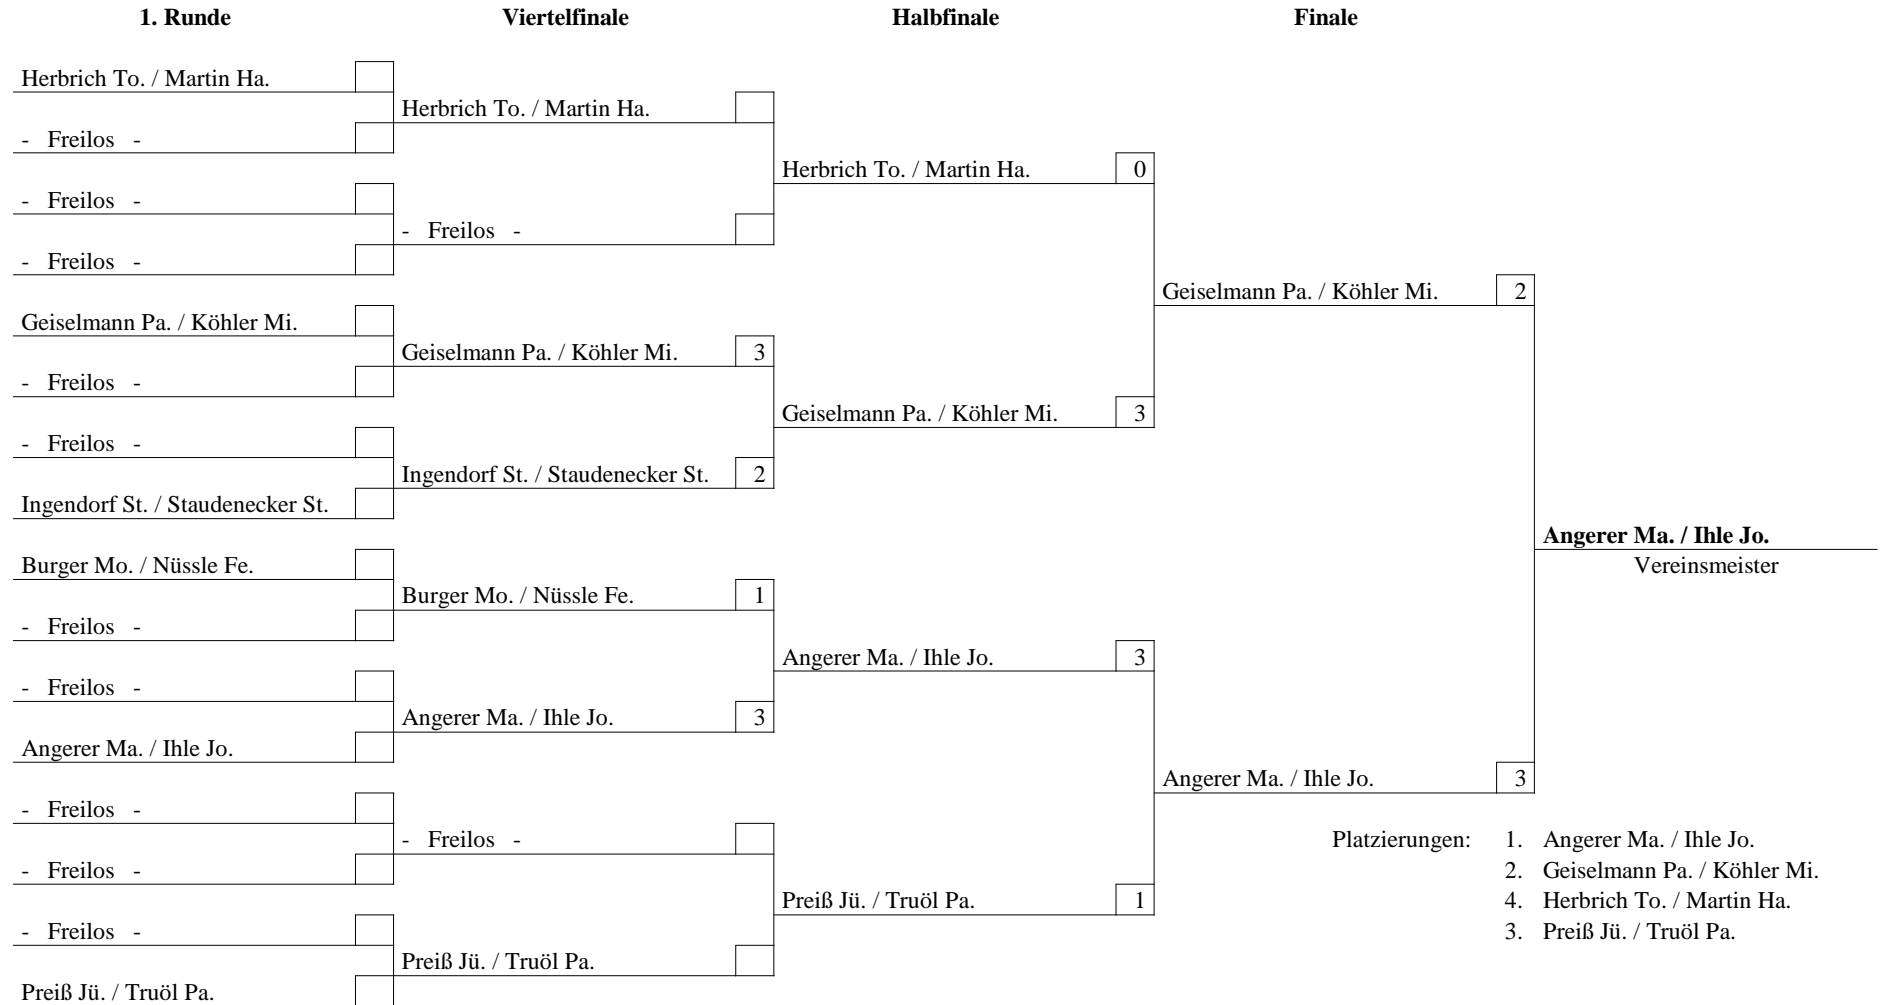 1. Runde Viertelfinale Halbfinale Finale
Herbrich To. / Martin Ha.
Herbrich To. / Martin Ha.
- Freilos -
Herbrich To. / Martin Ha. 0
- Freilos -
- Freilos -
- Freilos -
Geiselmann Pa. / Köhler Mi. 2
Geiselmann Pa. / Köhler Mi.
Geiselmann Pa. / Köhler Mi. 3
- Freilos -
Geiselmann Pa. / Köhler Mi. 3
- Freilos -
Ingendorf St. / Staudenecker St. 2
Ingendorf St. / Staudenecker St.
Angerer Ma. / Ihle Jo.
Burger Mo. / Nüssle Fe.
Vereinsmeister
Burger Mo. / Nüssle Fe. 1
- Freilos -
Angerer Ma. / Ihle Jo. 3
- Freilos -
Angerer Ma. / Ihle Jo. 3
Angerer Ma. / Ihle Jo.
Angerer Ma. / Ihle Jo. 3
- Freilos -
- Freilos -
Platzierungen: 1. Angerer Ma. / Ihle Jo.
- Freilos -
2. Geiselmann Pa. / Köhler Mi.
Preiß Jü. / Truöl Pa. 1
4. Herbrich To. / Martin Ha.
- Freilos -
3. Preiß Jü. / Truöl Pa.
Preiß Jü. / Truöl Pa.
Preiß Jü. / Truöl Pa.